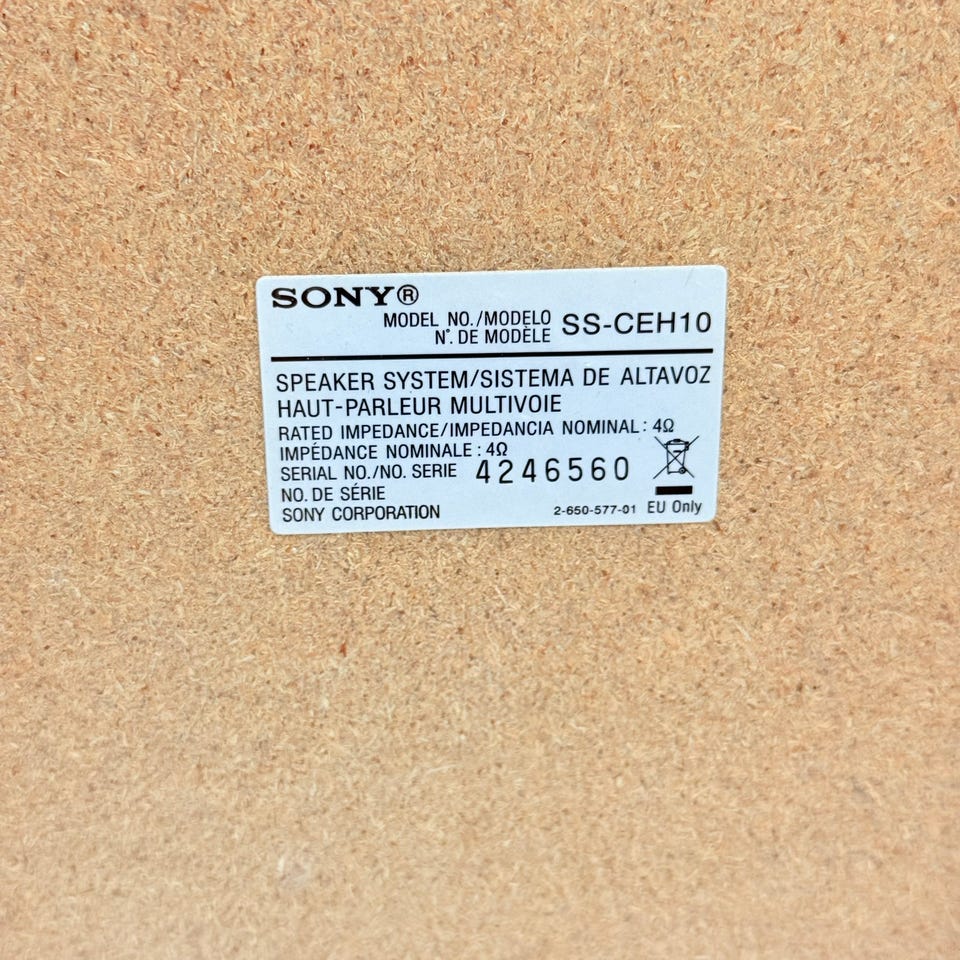 SONY®
MODEL NO./MODELO SS-CEH10
N°. DE MODÈLE
SPEAKER SYSTEM/SISTEMA DE ALTAVOZ
HAUT-PARLEUR MULTIVOIE
RATED IMPEDANCE/IMPEDANCIA NOMINAL: 4Ω
IMPÉDANCE NOMINALE : 4Ω
SERIAL NO./NO. SERIE 4246560
NO. DE SÉRIE
SONY CORPORATION 2-650-577-01 EU Only